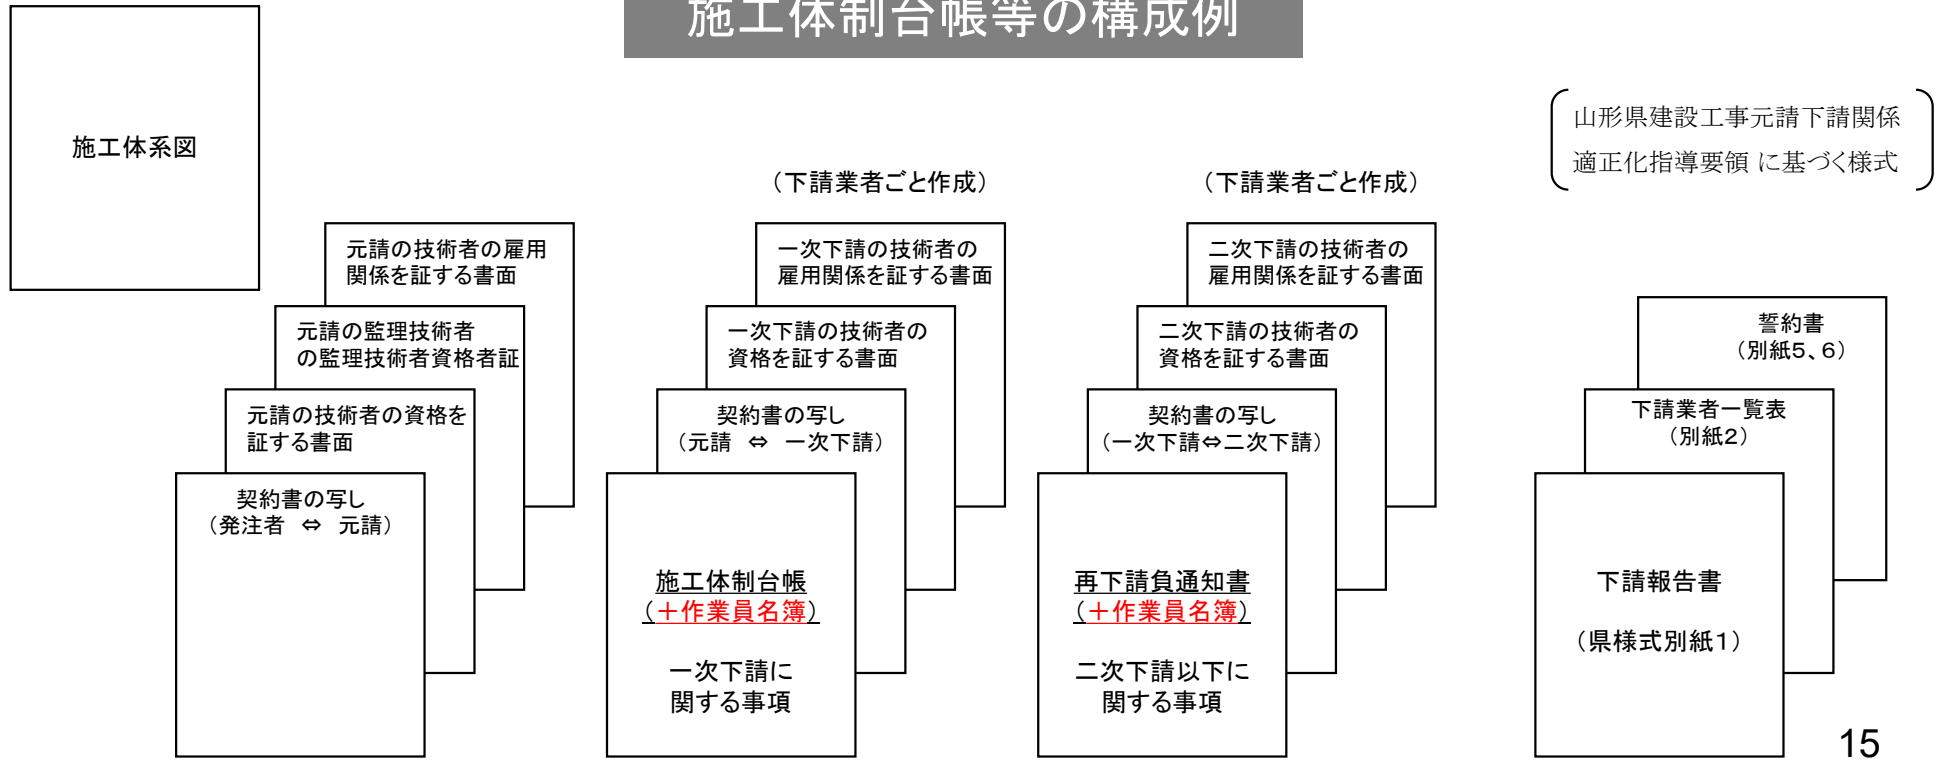 施工体制台帳等の構成例
施工体系図
山形県建設工事元請下請関係
適正化指導要領 に基づく様式
元請の技術者の雇用
関係を証する書面
元請の監理技術者
の監理技術者資格者証
元請の技術者の資格を
証する書面
契約書の写し
(発注者 ⇔ 元請)
(下請業者ごと作成)
一次下請の技術者の
雇用関係を証する書面
一次下請の技術者の
資格を証する書面
契約書の写し
(元請 ⇔ 一次下請)
施工体制台帳
(+作業員名簿)
一次下請に
関する事項
(下請業者ごと作成)
二次下請の技術者の
雇用関係を証する書面
二次下請の技術者の
資格を証する書面
契約書の写し
(一次下請⇔二次下請)
再下請負通知書
(+作業員名簿)
二次下請以下に
関する事項
誓約書
(別紙5、6)
下請業者一覧表
(別紙2)
下請報告書
(県様式別紙1)
15